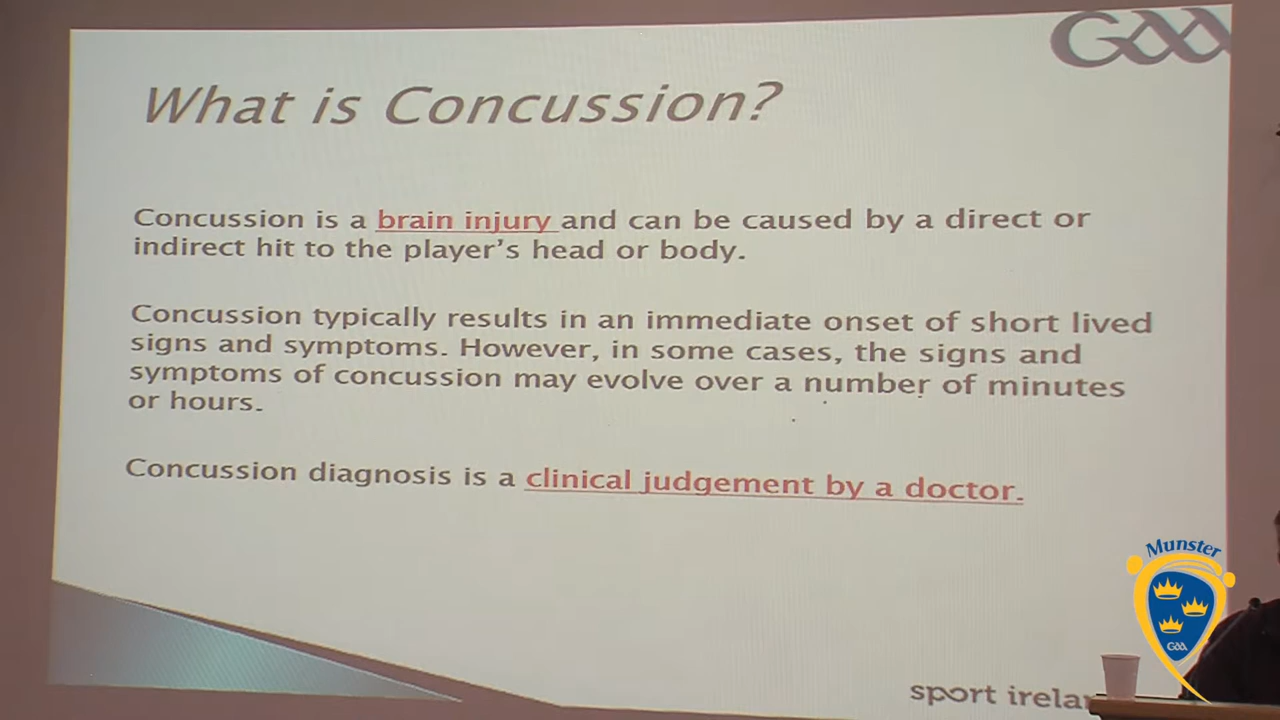 GAA
What is Concussion?
Concussion is a brain injury and can be caused by a direct or
indirect hit to the player's head or body.
Concussion typically results in an immediate onset of short lived
signs and symptoms. However, in some cases, the signs and
symptoms of concussion may evolve over a number of minutes
or hours.
Concussion diagnosis is a clinical judgement by a doctor.
Munster
GAA
sport irela